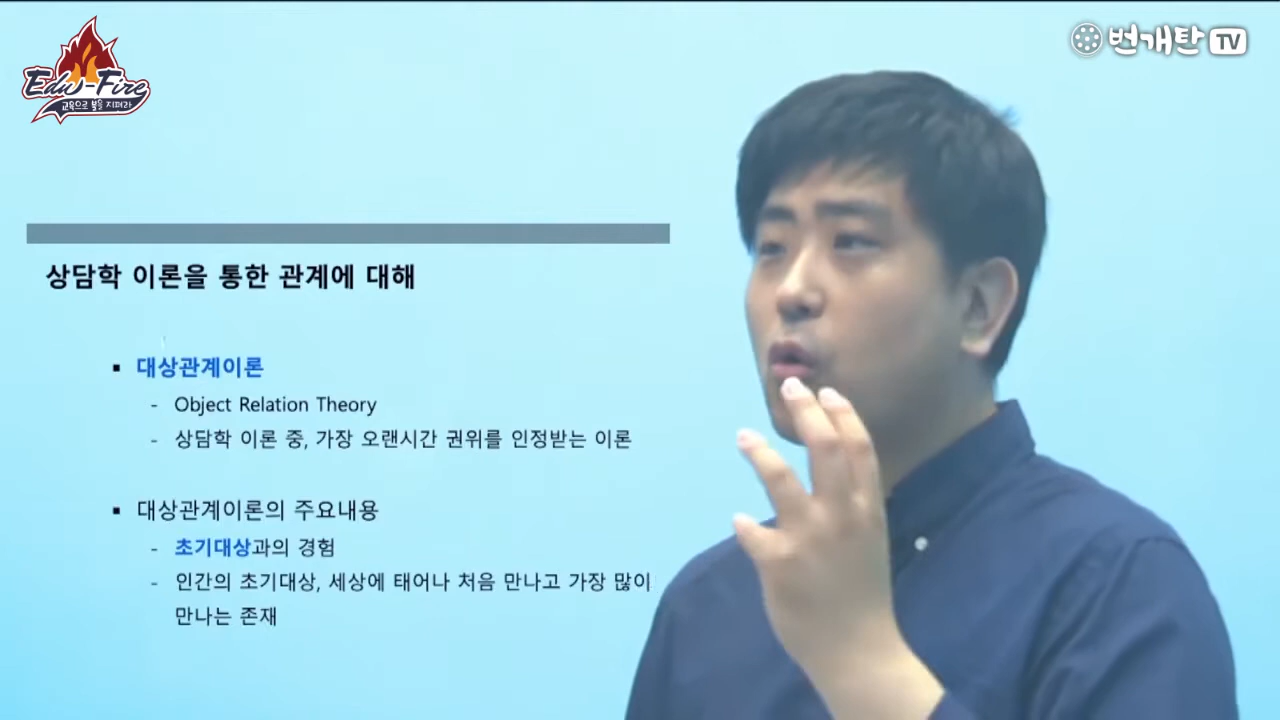 Edu-Fire
교육으로 불을 지펴라
번개탄 TV
상담학 이론을 통한 관계에 대해
▪ 대상관계이론
- Object Relation Theory
- 상담학 이론 중, 가장 오랜시간 권위를 인정받는 이론
▪ 대상관계이론의 주요내용
- 초기대상과의 경험
- 인간의 초기대상, 세상에 태어나 처음 만나고 가장 많이
만나는 존재